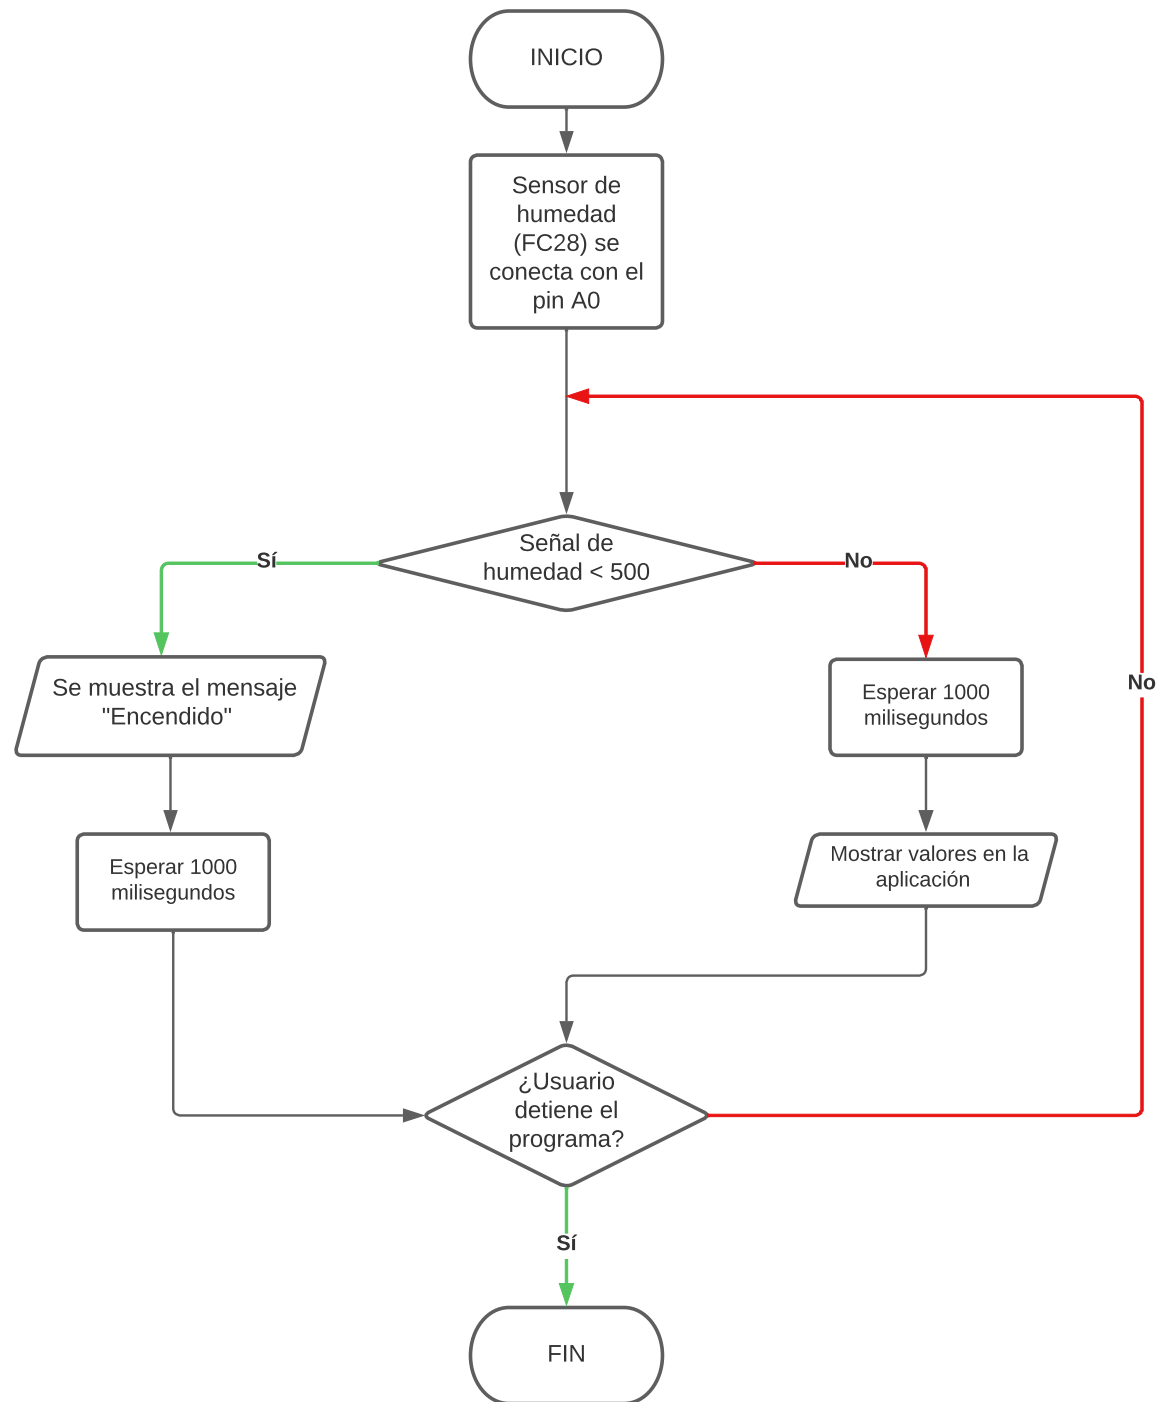 INICIO
Sensor de
humedad
(FC28) se
conecta con el
pin A0
Señal de
humedad < 500
Sí
No
Se muestra el mensaje
"Encendido"
Esperar 1000
milisegundos
No
Esperar 1000
milisegundos
Mostrar valores en la
aplicación
¿Usuario
detiene el
programa?
Sí
FIN